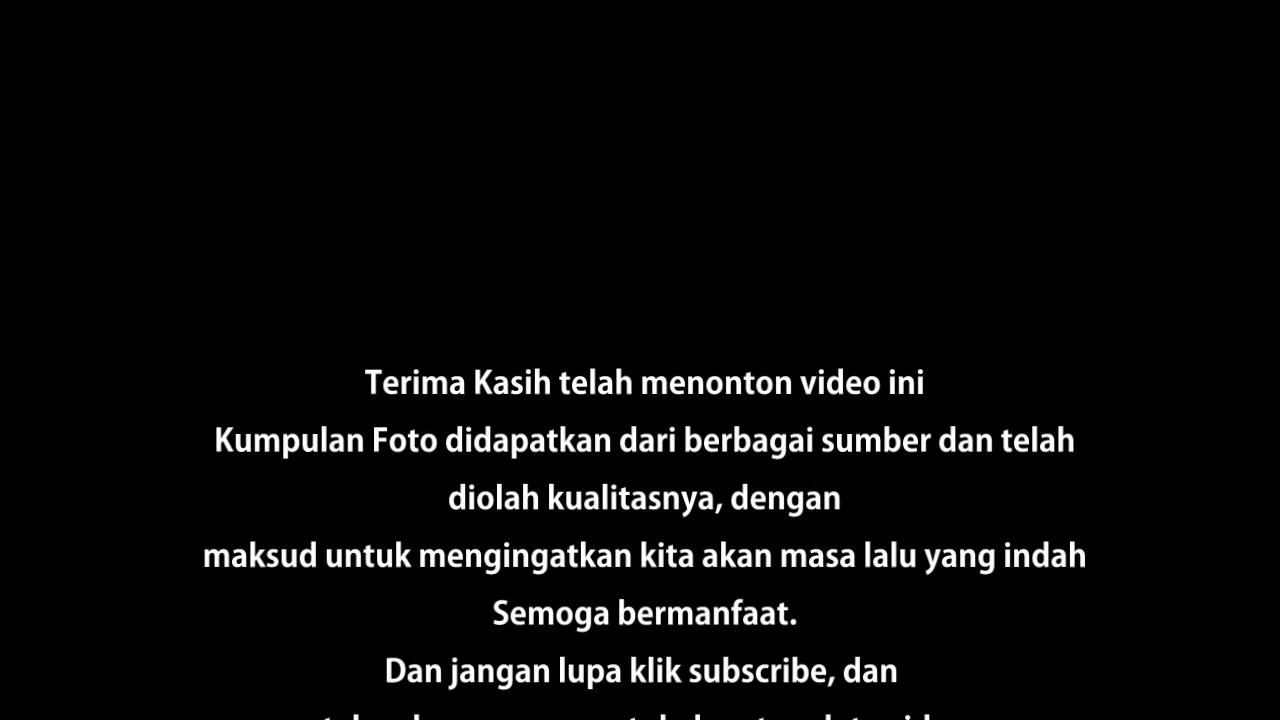 Terima Kasih telah menonton video ini
Kumpulan Foto didapatkan dari berbagai sumber dan telah
diolah kualitasnya, dengan
maksud untuk mengingatkan kita akan masa lalu yang indah
Semoga bermanfaat.
Dan jangan lupa klik subscribe, dan